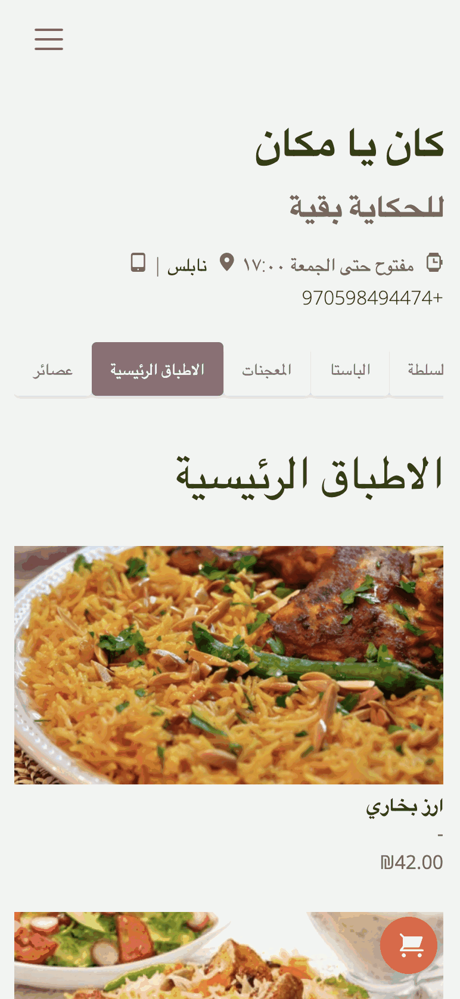 كان يا مكان
للحكاية بقية
مفتوح حتى الجمعة ١٧:٠٠ نابلس |
+970598494474
لسلطة الباستا المعجنات الاطباق الرئيسية عصائر
الاطباق الرئيسية
ارز بخاري
-
₪42.00